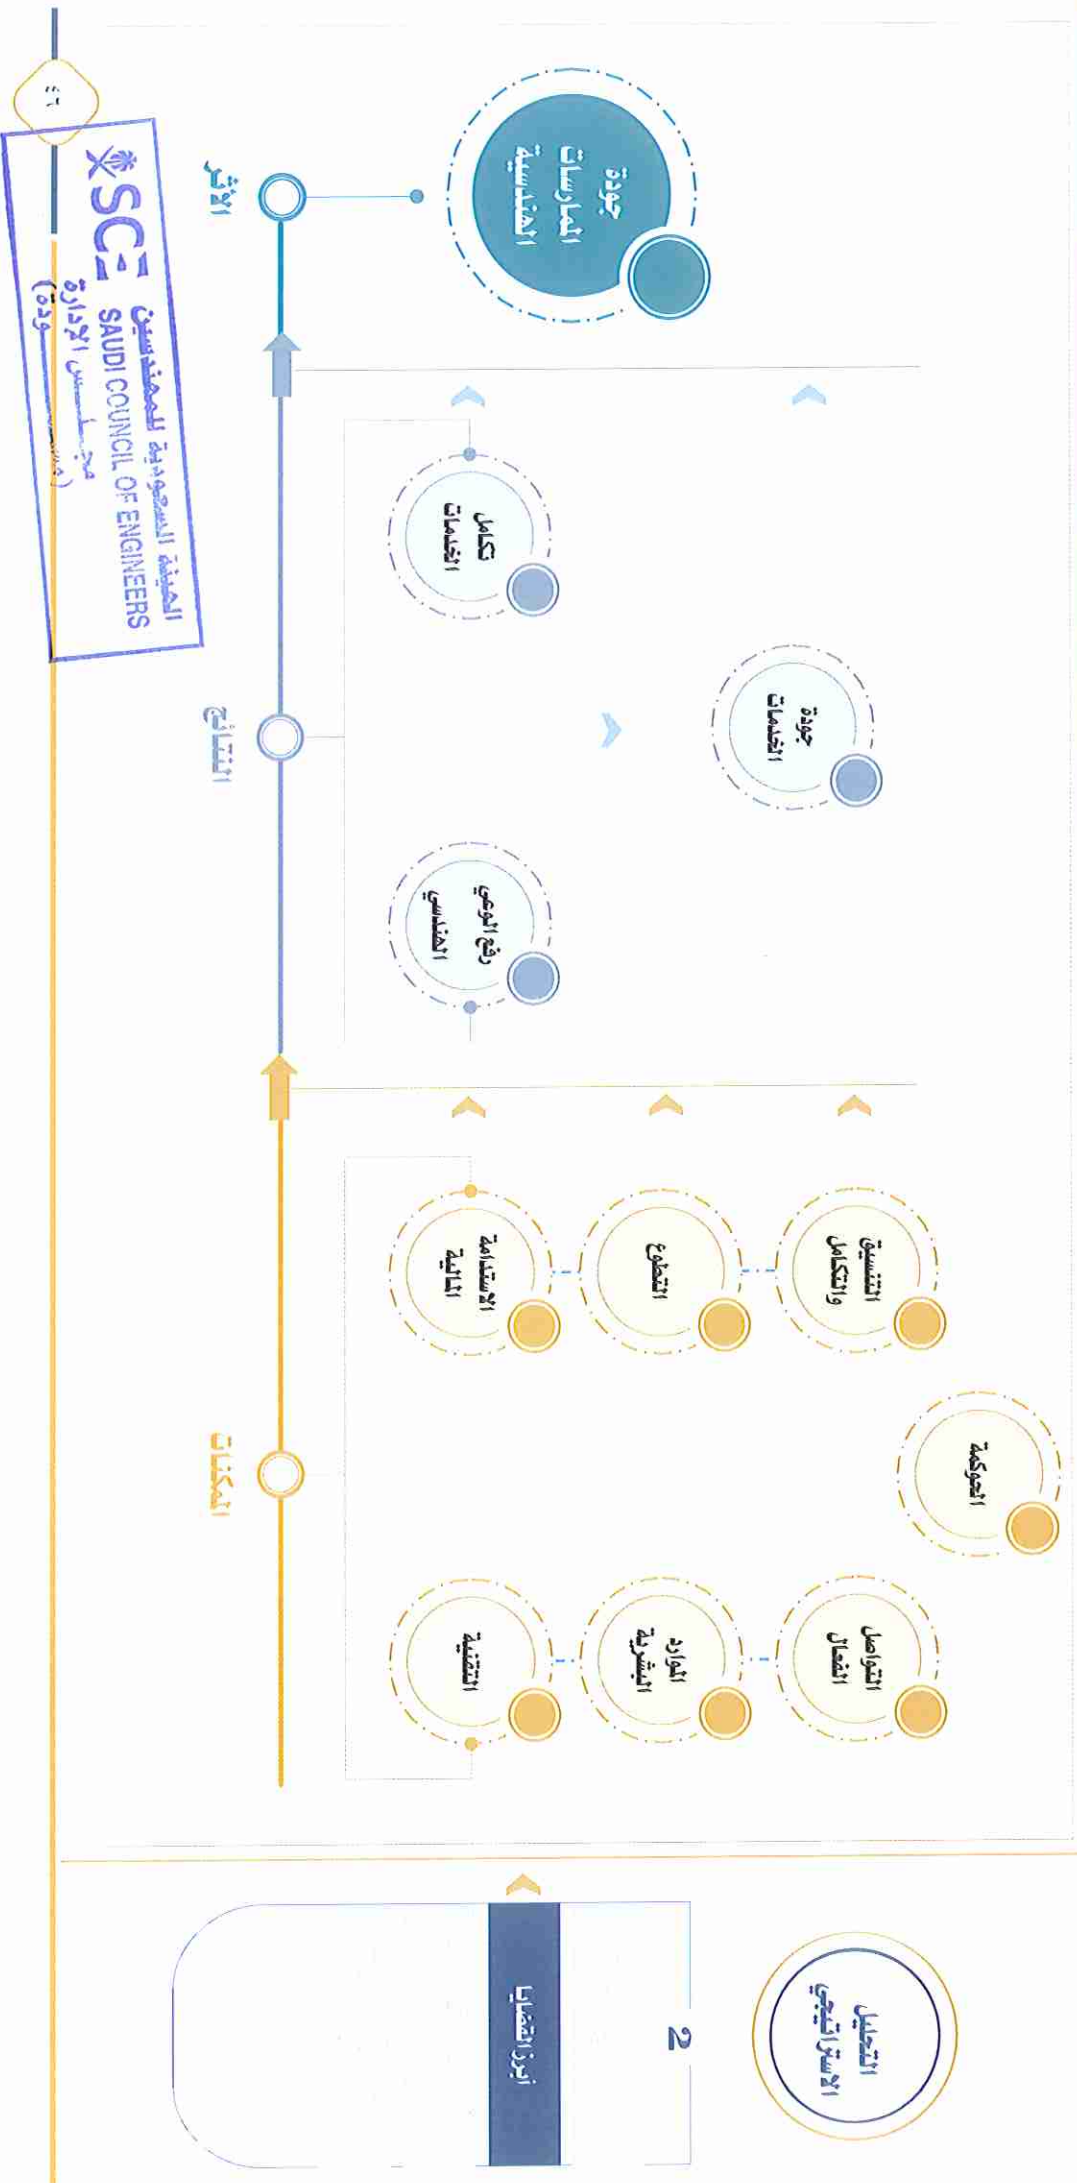 التحليل
الاستراتيجي
2
أبرز القضايا
الحوكمة
التواصل
الفعال
التنسيق
والتكامل
الموارد
البشرية
التطوع
التقنية
الاستدامة
المالية
الممكنات
جودة
الخدمات
رفع الوعي
الهندسي
تكامل
الخدمات
النتائج
جودة
الممارسات
الهندسية
الأثر
الهيئة السعودية للمهندسين
SCE SAUDI COUNCIL OF ENGINEERS
مجلس الإدارة
٤٦